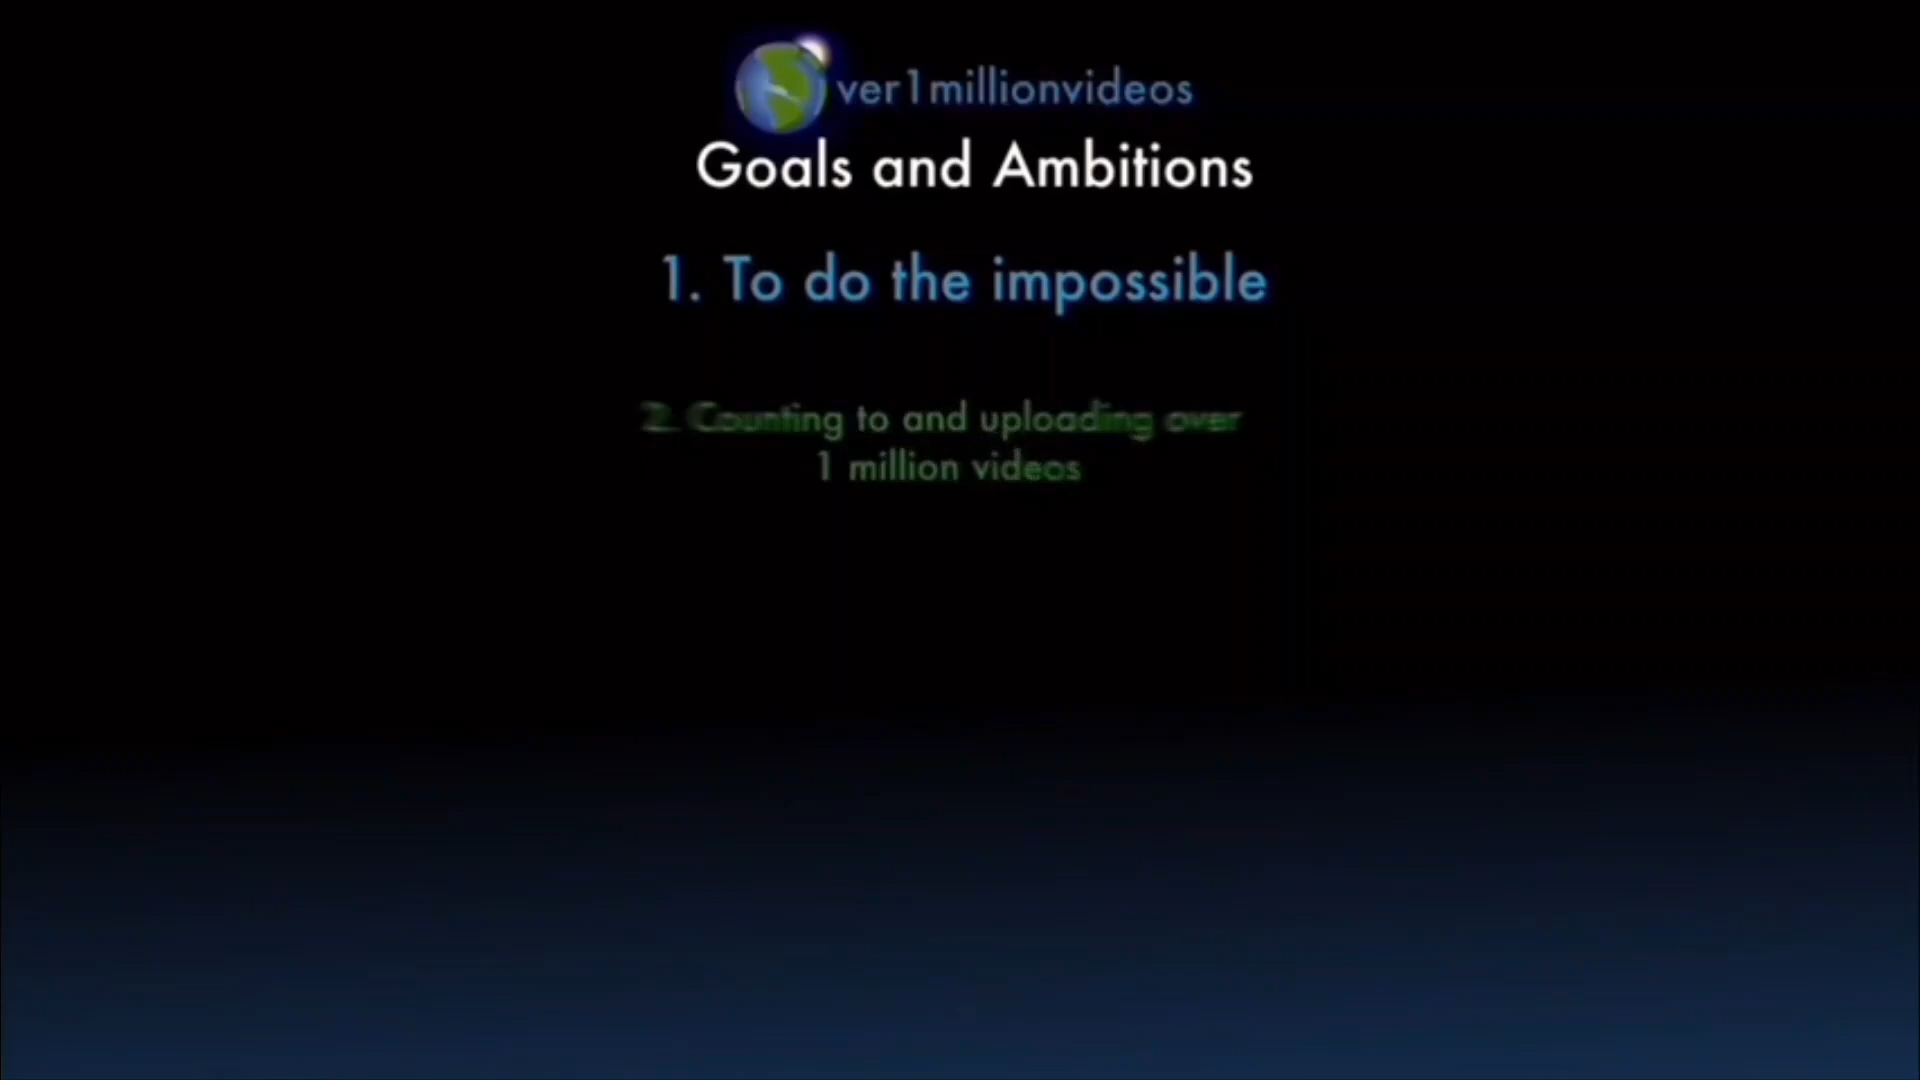 ver1millionvideos
Goals and Ambitions
1. To do the impossible
2. Counting to and uploading over
1 million videos